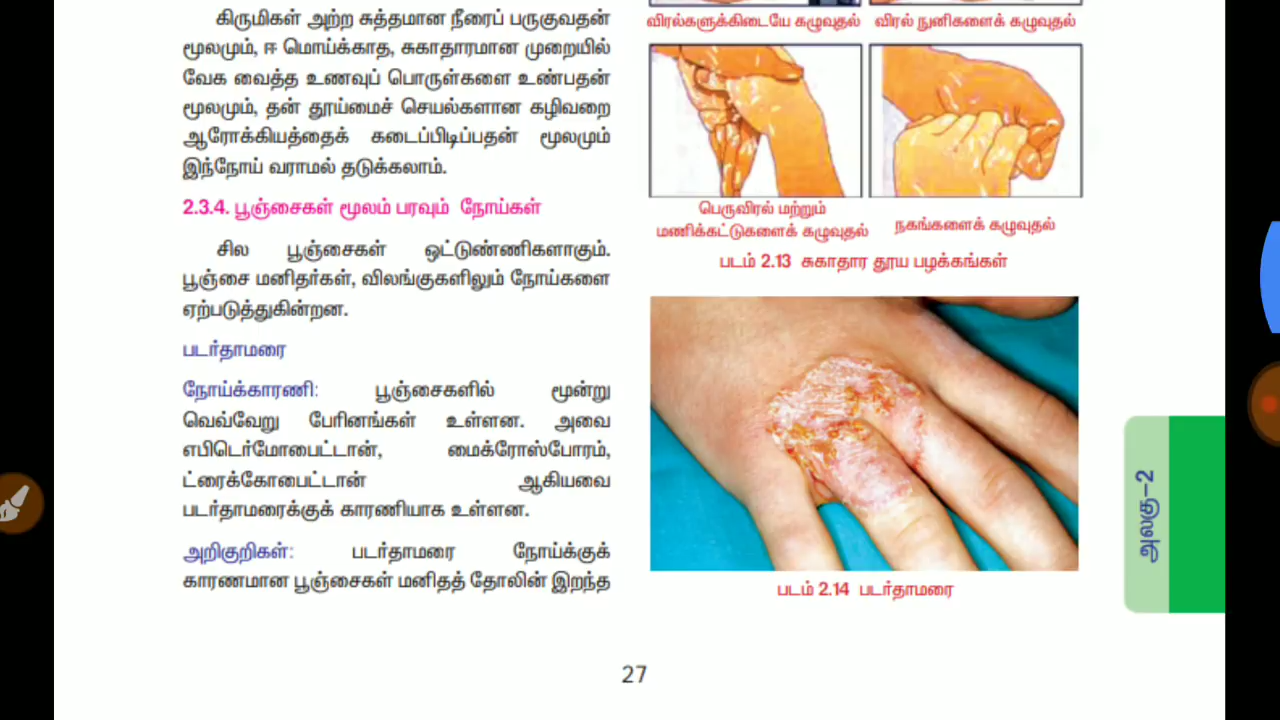 கிருமிகள் அற்ற சுத்தமான நீரைப் பருகுவதன்
மூலமும், ஈ மொய்க்காத, சுகாதாரமான முறையில்
வேக வைத்த உணவுப் பொருள்களை உண்பதன்
மூலமும், தன் தூய்மைச் செயல்களான கழிவறை
ஆரோக்கியத்தைக் கடைப்பிடிப்பதன் மூலமும்
இந்நோய் வராமல் தடுக்கலாம்.
2.3.4. பூஞ்சைகள் மூலம் பரவும் நோய்கள்
சில பூஞ்சைகள் ஒட்டுண்ணிகளாகும்.
பூஞ்சை மனிதர்கள், விலங்குகளிலும் நோய்களை
ஏற்படுத்துகின்றன.
படர்தாமரை
நோய்க்காரணி: பூஞ்சைகளில் மூன்று
வெவ்வேறு பேரினங்கள் உள்ளன. அவை
எபிடெர்மோபைட்டான், மைக்ரோஸ்போரம்,
ட்ரைக்கோபைட்டான் ஆகியவை
படர்தாமரைக்குக் காரணியாக உள்ளன.
அறிகுறிகள்: படர்தாமரை நோய்க்குக்
காரணமான பூஞ்சைகள் மனிதத் தோலின் இறந்த
விரல்களுக்கிடையே கழுவுதல்
விரல் நுனிகளைக் கழுவுதல்
பெருவிரல் மற்றும்
மணிக்கட்டுகளைக் கழுவுதல்
நகங்களைக் கழுவுதல்
படம் 2.13 சுகாதார தூய பழக்கங்கள்
படம் 2.14 படர்தாமரை
அலகு-2
27